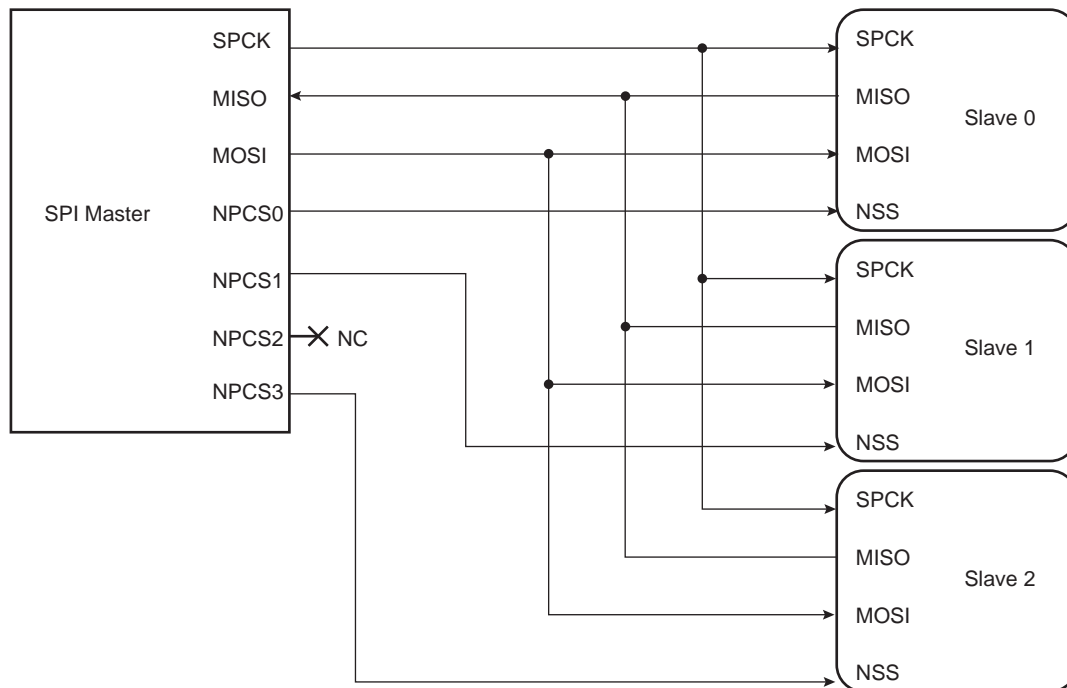 SPI Master
SPCK
MISO
MOSI
NPCS0
NPCS1
NPCS2
NC
NPCS3
SPCK
MISO
Slave 0
MOSI
NSS
SPCK
MISO
Slave 1
MOSI
NSS
SPCK
MISO
Slave 2
MOSI
NSS